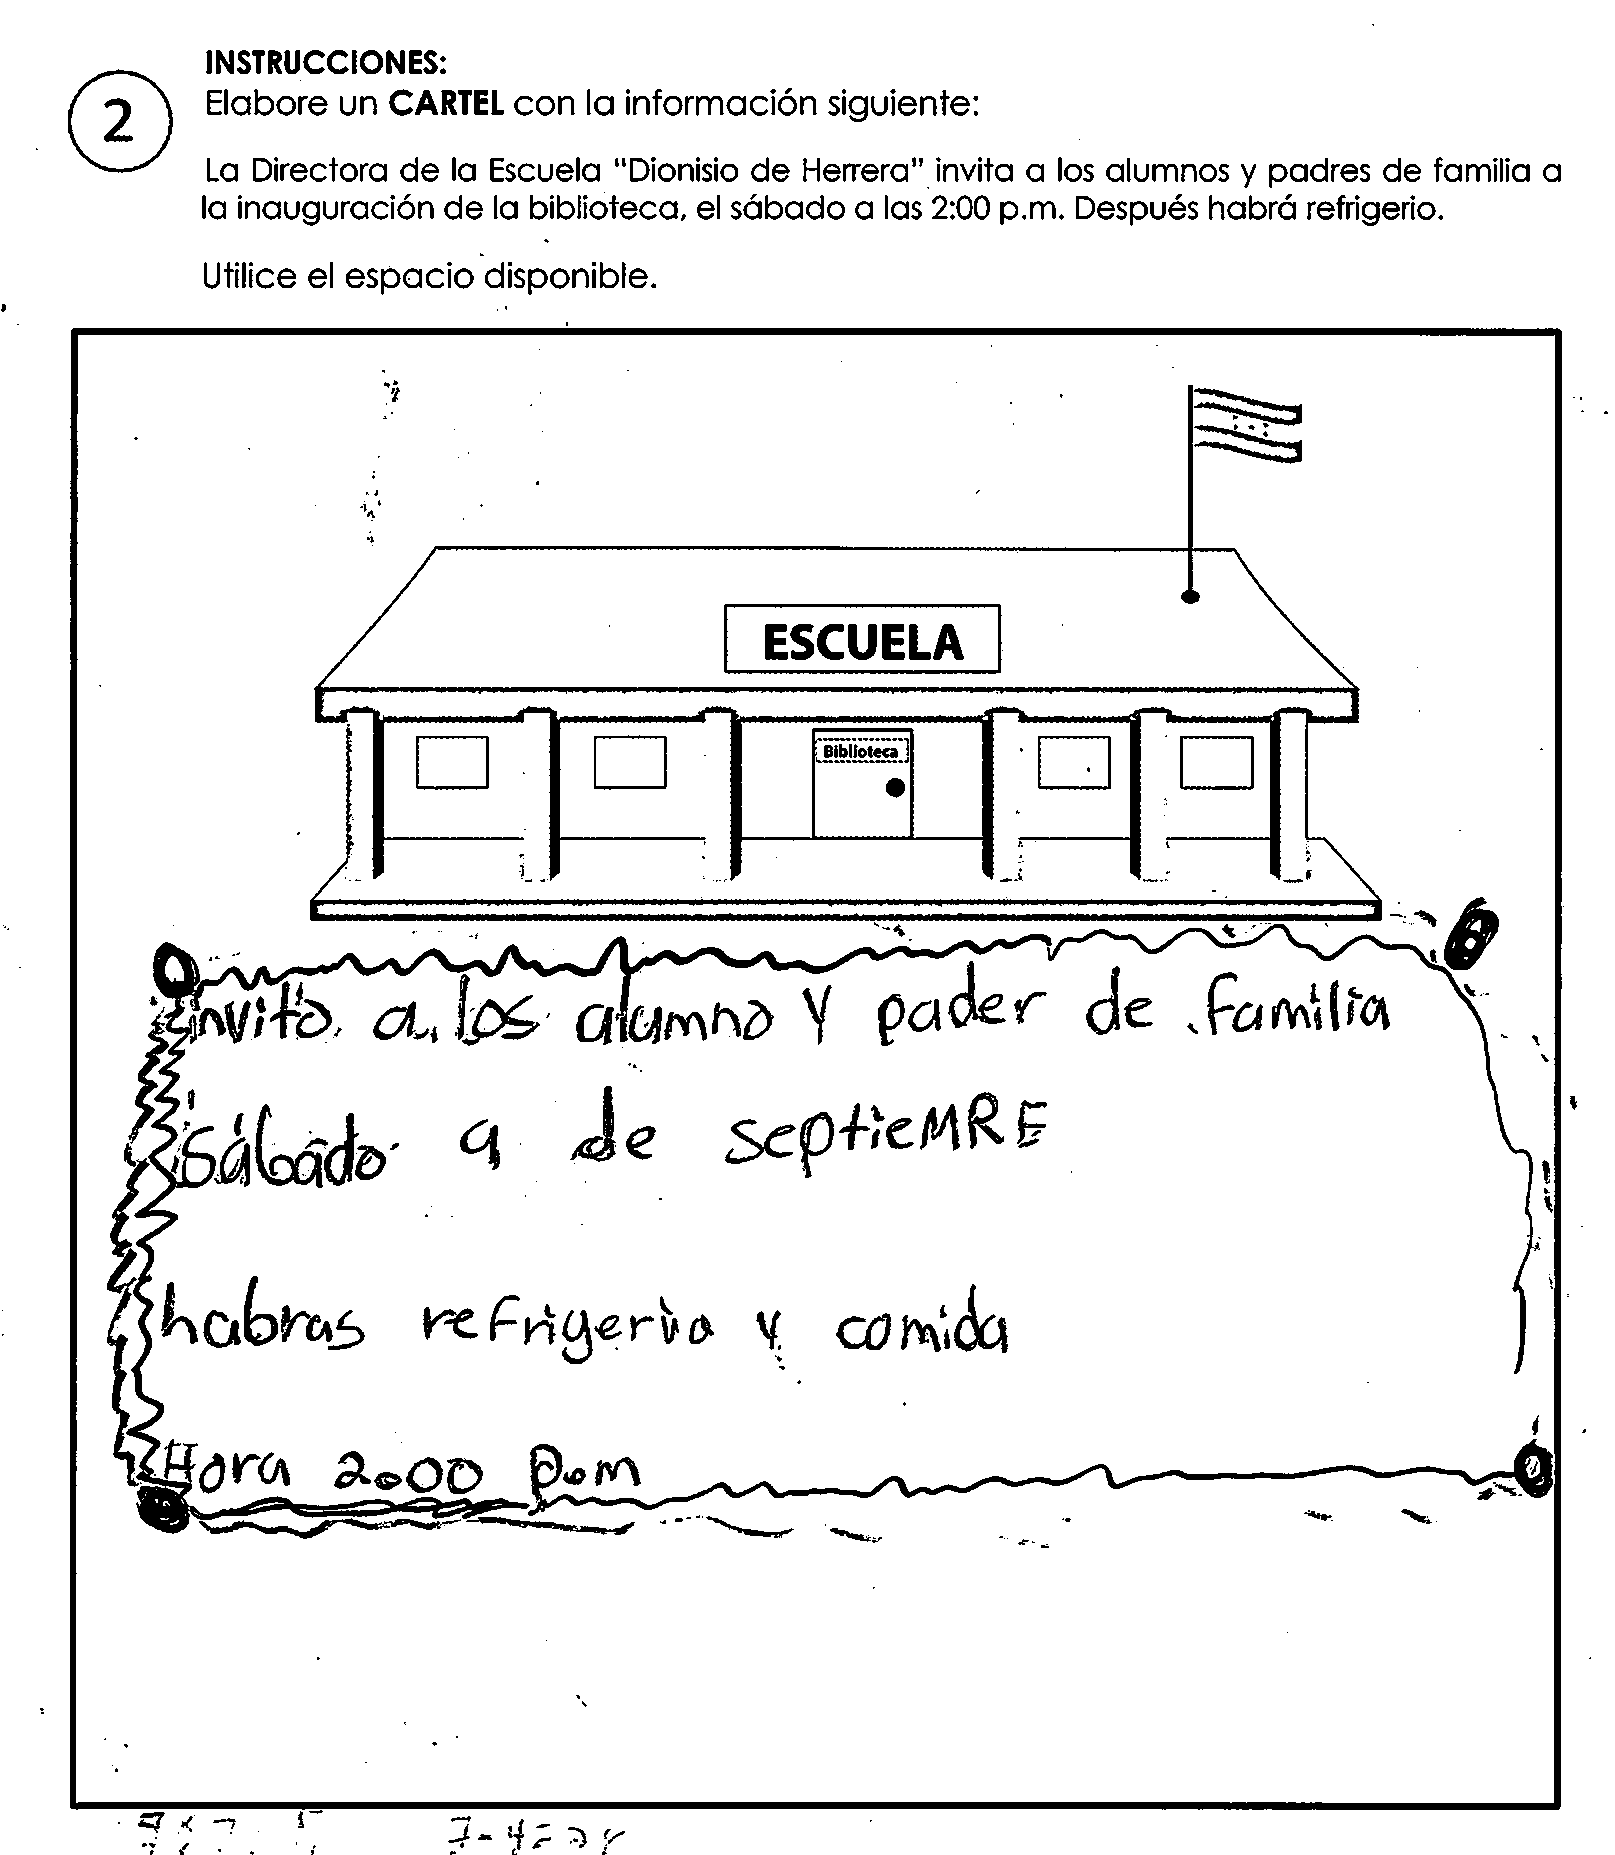 INSTRUCCIONES:
2
Elabore un CARTEL con la información siguiente:
La Directora de la Escuela "Dionisio de Herrera" invita a los alumnos y padres de familia a
la inauguración de la biblioteca, el sábado a las 2:00 p.m. Después habrá refrigerio.
Utilice el espacio disponible.
ESCUELA
Biblioteca
invito a los alumno y pader de familia
Sábado 9 de septieMRE
habras refrigerio y comida
Hora 2:00 p.m